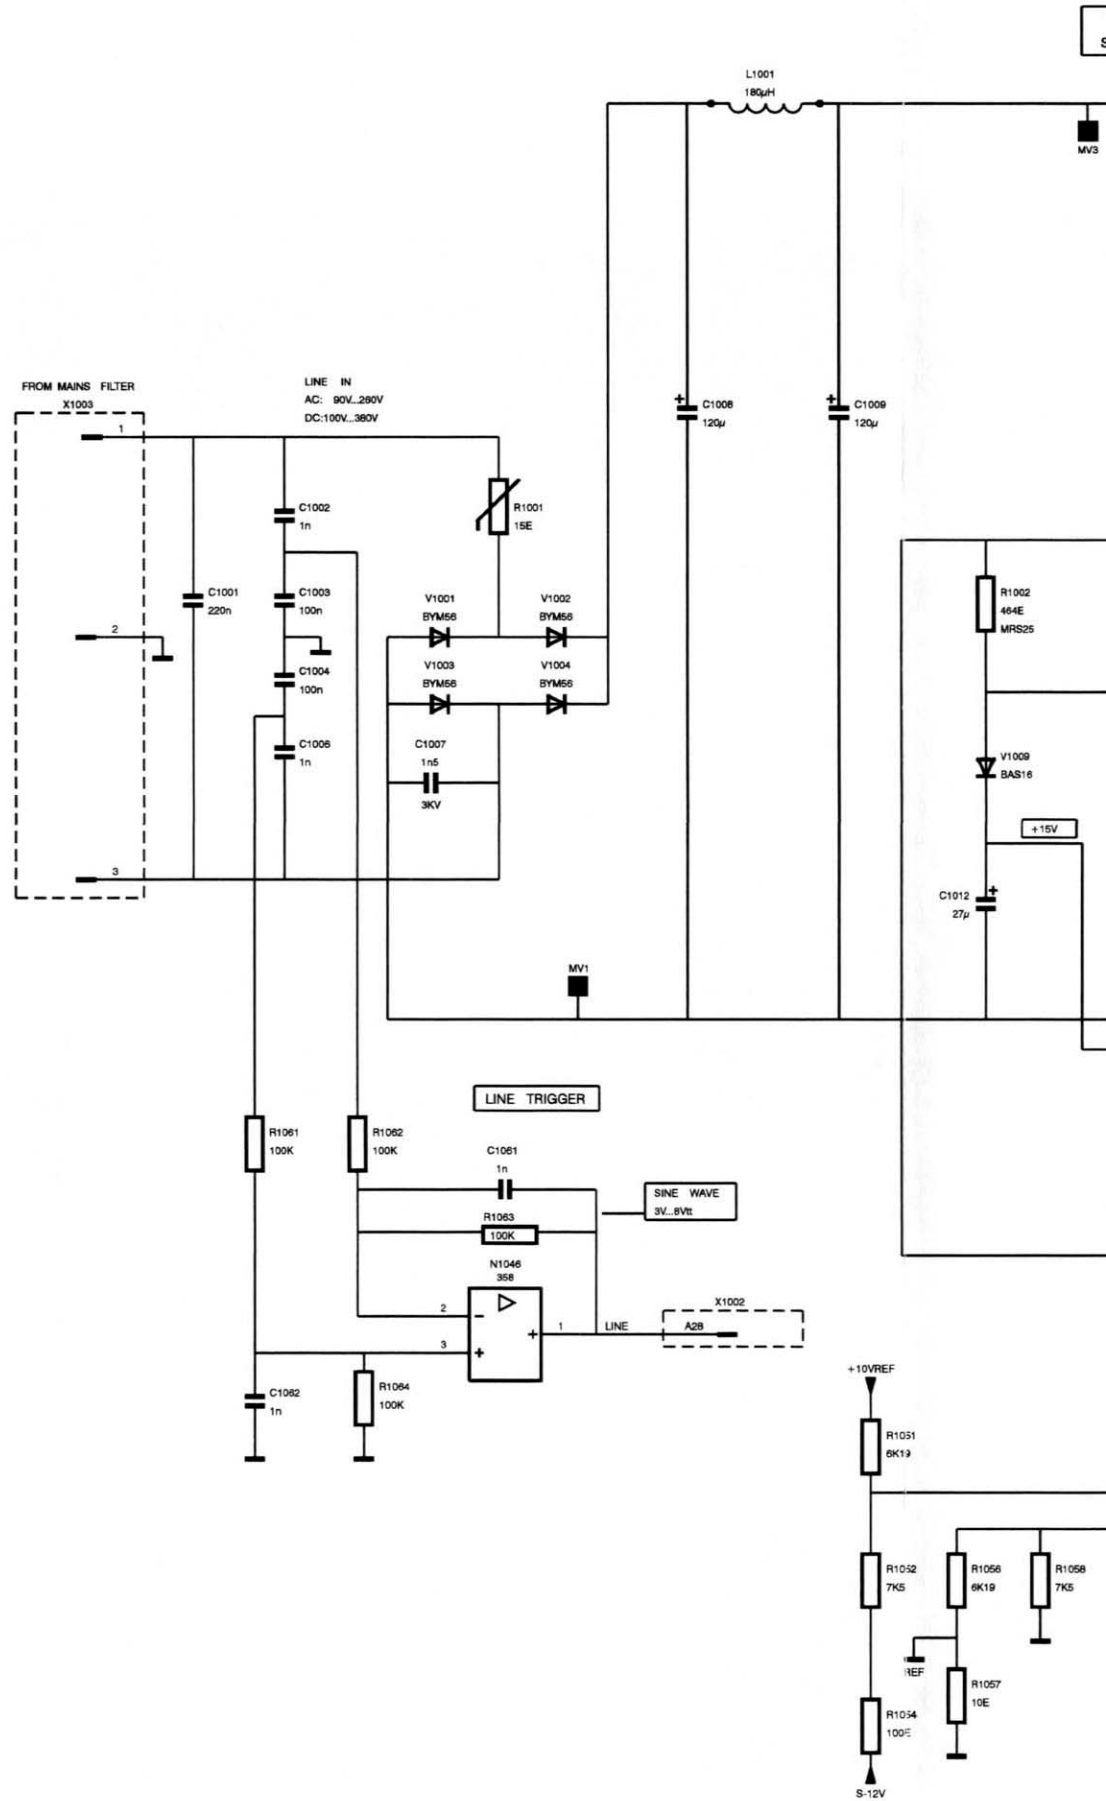 S
L1001
180µH
MV3
FROM MAINS FILTER
X1003
1
LINE IN
AC: 90V...260V
DC:100V...380V
C1008
120µ
C1009
120µ
C1002
1n
R1001
15E
C1001
220n
C1003
100n
V1001
BYM56
V1002
BYM56
R1002
464E
MRS25
2
C1004
100n
V1003
BYM56
V1004
BYM56
C1006
1n
C1007
1n5
3KV
V1009
BAS16
+15V
3
C1012
27µ
MV1
LINE TRIGGER
R1061
100K
R1062
100K
C1061
1n
SINE WAVE
3V...8Vtt
R1063
100K
N1046
358
2
-
3
+
+
1
LINE
X1002
A28
C1062
1n
R1064
100K
+10VREF
R1051
6K19
R1052
7K5
R1056
6K19
R1058
7K5
REF
R1057
10E
R1054
100E
S-12V